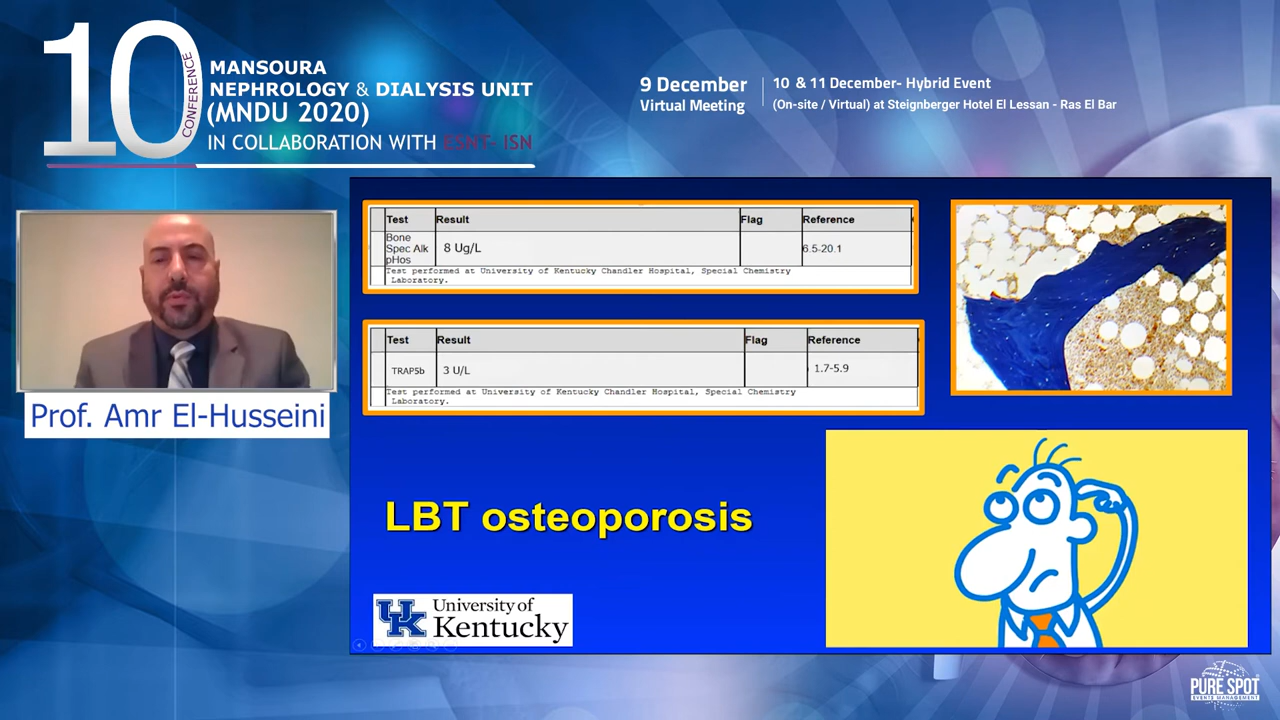 10
CONFERENCE
MANSOURA
NEPHROLOGY & DIALYSIS UNIT
(MNDU 2020)
IN COLLABORATION WITH ESNT- ISN
9 December
Virtual Meeting
10 & 11 December- Hybrid Event
(On-site / Virtual) at Steignberger Hotel El Lessan - Ras El Bar
Prof. Amr El-Husseini
Test Result Flag Reference
Bone
Spec Alk
pHos
8 Ug/L 6.5-20.1
Test performed at University of Kentucky Chandler Hospital, Special Chemistry
Laboratory.
Test Result Flag Reference
TRAP5b 3 U/L 1.7-5.9
Test performed at University of Kentucky Chandler Hospital, Special Chemistry
Laboratory.
LBT osteoporosis
UK University of
Kentucky
PURE SPOT
EVENTS MANAGEMENT